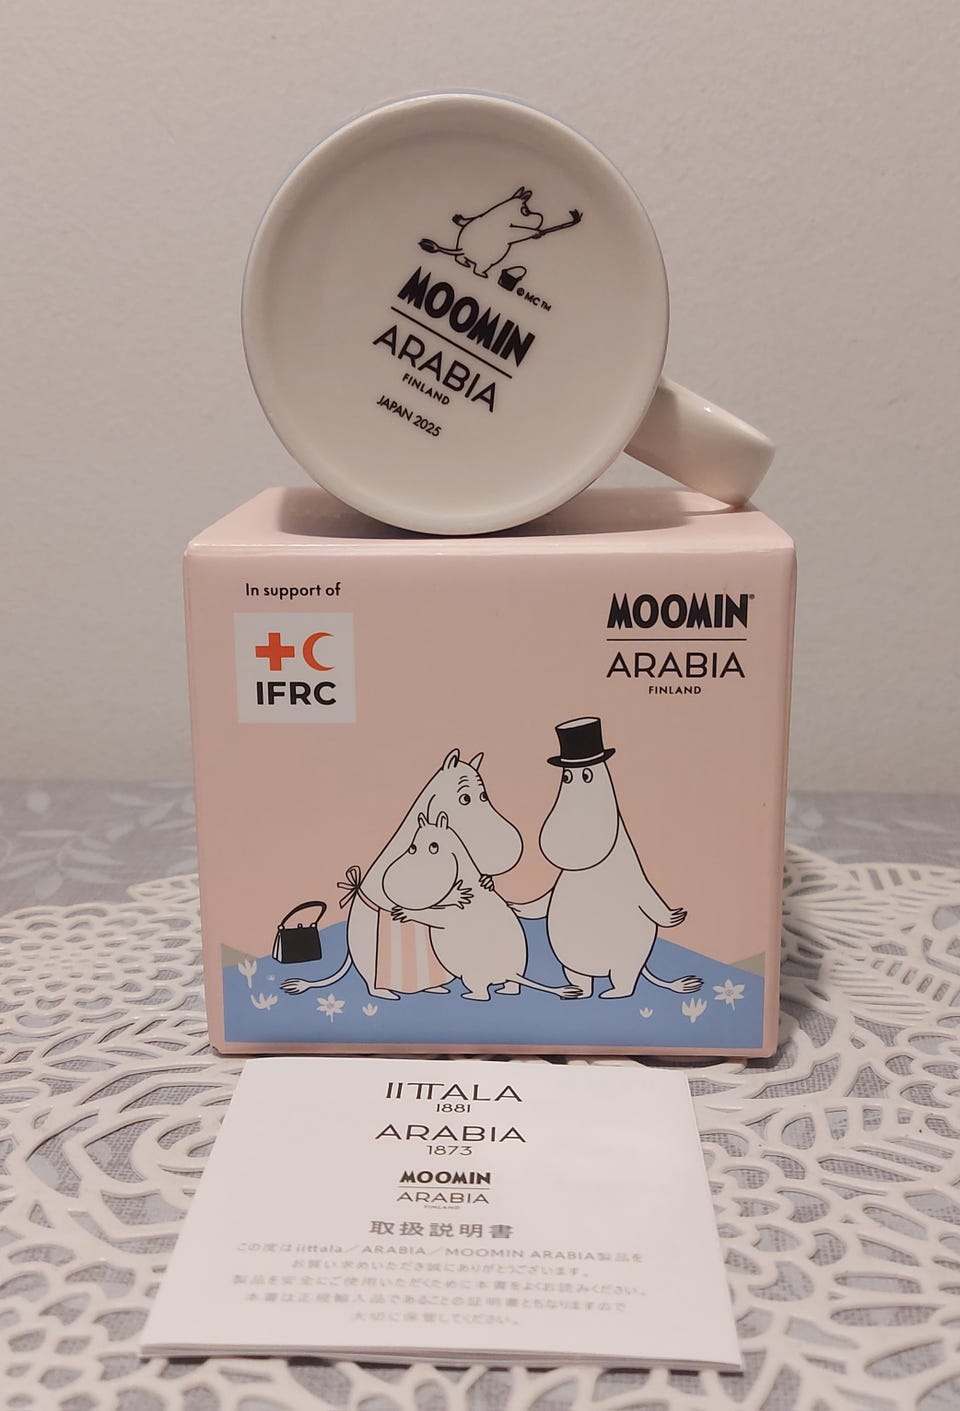 © MC ™
MOOMIN
ARABIA
FINLAND
JAPAN 2025
In support of
IFRC
MOOMIN®
ARABIA
FINLAND
IITTALA
1881
ARABIA
1873
MOOMIN
ARABIA
FINLAND
取扱説明書
この度はiittala/ARABIA/MOOMIN ARABIA製品を
お買い求めいただき誠にありがとうございます。
製品を安全にご使用いただくために本書をよくお読みください。
本書は正規輸入品であることの証明書ともなりますので
大切に保管してください。